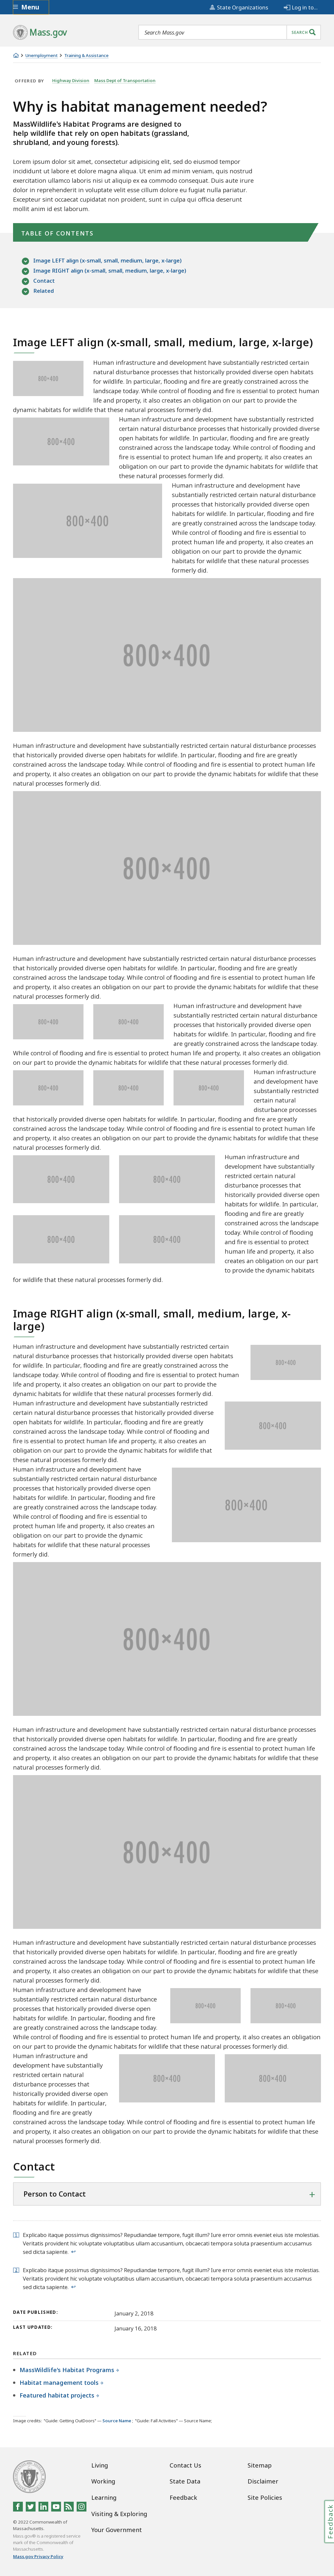 Menu
State Organizations
Log in to...
Mass.gov
Search Mass.gov
SEARCH
Unemployment
Training & Assistance
OFFERED BY Highway Division Mass Dept of Transportation
Why is habitat management needed?
MassWildlife's Habitat Programs are designed to
help wildlife that rely on open habitats (grassland,
shrubland, and young forests).
Lorem ipsum dolor sit amet, consectetur adipisicing elit, sed do eiusmod tempor
incididunt ut labore et dolore magna aliqua. Ut enim ad minim veniam, quis
nostrud exercitation ullamco laboris nisi ut aliquip ex ea commodo consequat. Duis aute irure
dolor in reprehenderit in voluptate velit esse cillum dolore eu fugiat nulla pariatur.
Excepteur sint occaecat cupidatat non proident, sunt in culpa qui officia deserunt
mollit anim id est laborum.
TABLE OF CONTENTS
Image LEFT align (x-small, small, medium, large, x-large)
Image RIGHT align (x-small, small, medium, large, x-large)
Contact
Related
Image LEFT align (x-small, small, medium, large, x-large)
800×400
Human infrastructure and development have substantially restricted certain
natural disturbance processes that historically provided diverse open habitats for
wildlife. In particular, flooding and fire are greatly constrained across the
landscape today. While control of flooding and fire is essential to protect human
life and property, it also creates an obligation on our part to provide the
dynamic habitats for wildlife that these natural processes formerly did.
800×400
Human infrastructure and development have substantially restricted
certain natural disturbance processes that historically provided diverse
open habitats for wildlife. In particular, flooding and fire are greatly
constrained across the landscape today. While control of flooding and
fire is essential to protect human life and property, it also creates an
obligation on our part to provide the dynamic habitats for wildlife that
these natural processes formerly did.
800×400
Human infrastructure and development have
substantially restricted certain natural disturbance
processes that historically provided diverse open
habitats for wildlife. In particular, flooding and fire are
greatly constrained across the landscape today. While
control of flooding and fire is essential to protect
human life and property, it also creates an obligation
on our part to provide the dynamic habitats for
wildlife that these natural processes formerly did.
800×400
Human infrastructure and development have substantially restricted certain natural disturbance processes
that historically provided diverse open habitats for wildlife. In particular, flooding and fire are greatly
constrained across the landscape today. While control of flooding and fire is essential to protect human life
and property, it also creates an obligation on our part to provide the dynamic habitats for wildlife that these
natural processes formerly did.
800×400
Human infrastructure and development have substantially restricted certain natural disturbance processes
that historically provided diverse open habitats for wildlife. In particular, flooding and fire are greatly
constrained across the landscape today. While control of flooding and fire is essential to protect human life
and property, it also creates an obligation on our part to provide the dynamic habitats for wildlife that these
natural processes formerly did.
800×400 800×400
Human infrastructure and development have
substantially restricted certain natural disturbance
processes that historically provided diverse open
habitats for wildlife. In particular, flooding and fire
are greatly constrained across the landscape today.
While control of flooding and fire is essential to protect human life and property, it also creates an obligation
on our part to provide the dynamic habitats for wildlife that these natural processes formerly did.
800×400 800×400 800×400
Human infrastructure
and development have
substantially restricted
certain natural
disturbance processes
that historically provided diverse open habitats for wildlife. In particular, flooding and fire are greatly
constrained across the landscape today. While control of flooding and fire is essential to protect human life
and property, it also creates an obligation on our part to provide the dynamic habitats for wildlife that these
natural processes formerly did.
800×400 800×400
800×400 800×400
Human infrastructure and
development have substantially
restricted certain natural
disturbance processes that
historically provided diverse open
habitats for wildlife. In particular,
flooding and fire are greatly
constrained across the landscape
today. While control of flooding
and fire is essential to protect
human life and property, it also
creates an obligation on our part
to provide the dynamic habitats
for wildlife that these natural processes formerly did.
Image RIGHT align (x-small, small, medium, large, x-
large)
800×400
Human infrastructure and development have substantially restricted certain
natural disturbance processes that historically provided diverse open habitats
for wildlife. In particular, flooding and fire are greatly constrained across the
landscape today. While control of flooding and fire is essential to protect human
life and property, it also creates an obligation on our part to provide the
dynamic habitats for wildlife that these natural processes formerly did.
800×400
Human infrastructure and development have substantially restricted certain
natural disturbance processes that historically provided diverse open
habitats for wildlife. In particular, flooding and fire are greatly constrained
across the landscape today. While control of flooding and fire is essential
to protect human life and property, it also creates an obligation on our
part to provide the dynamic habitats for wildlife that
these natural processes formerly did.
800×400
Human infrastructure and development have
substantially restricted certain natural disturbance
processes that historically provided diverse open
habitats for wildlife. In particular, flooding and fire
are greatly constrained across the landscape today.
While control of flooding and fire is essential to
protect human life and property, it also creates an
obligation on our part to provide the dynamic
habitats for wildlife that these natural processes
formerly did.
800×400
Human infrastructure and development have substantially restricted certain natural disturbance processes
that historically provided diverse open habitats for wildlife. In particular, flooding and fire are greatly
constrained across the landscape today. While control of flooding and fire is essential to protect human life
and property, it also creates an obligation on our part to provide the dynamic habitats for wildlife that these
natural processes formerly did.
800×400
Human infrastructure and development have substantially restricted certain natural disturbance processes
that historically provided diverse open habitats for wildlife. In particular, flooding and fire are greatly
constrained across the landscape today. While control of flooding and fire is essential to protect human life
and property, it also creates an obligation on our part to provide the dynamic habitats for wildlife that these
natural processes formerly did.
800×400 800×400
Human infrastructure and development have
substantially restricted certain natural disturbance
processes that historically provided diverse open
habitats for wildlife. In particular, flooding and fire
are greatly constrained across the landscape today.
While control of flooding and fire is essential to protect human life and property, it also creates an obligation
on our part to provide the dynamic habitats for wildlife that these natural processes formerly did.
800×400 800×400
Human infrastructure and
development have substantially
restricted certain natural
disturbance processes that
historically provided diverse open
habitats for wildlife. In particular,
flooding and fire are greatly
constrained across the landscape today. While control of flooding and fire is essential to protect human life
and property, it also creates an obligation on our part to provide the dynamic habitats for wildlife that these
natural processes formerly did.
Contact
Person to Contact
1 Explicabo itaque possimus dignissimos? Repudiandae tempore, fugit illum? Iure error omnis eveniet eius iste molestias.
Veritatis provident hic voluptate voluptatibus ullam accusantium, obcaecati tempora soluta praesentium accusamus
sed dicta sapiente. ↩
2 Explicabo itaque possimus dignissimos? Repudiandae tempore, fugit illum? Iure error omnis eveniet eius iste molestias.
Veritatis provident hic voluptate voluptatibus ullam accusantium, obcaecati tempora soluta praesentium accusamus
sed dicta sapiente. ↩
DATE PUBLISHED: January 2, 2018
LAST UPDATED: January 16, 2018
RELATED
MassWildlife's Habitat Programs
Habitat management tools
Featured habitat projects
Image credits: "Guide: Getting OutDoors" — Source Name , "Guide: Fall Activities" — Source Name.
Living
Working
Learning
Visiting & Exploring
Your Government
Contact Us
State Data
Feedback
Sitemap
Disclaimer
Site Policies
© 2022 Commonwealth of
Massachusetts.
Mass.gov® is a registered service
mark of the Commonwealth of
Massachusetts.
Mass.gov Privacy Policy
Feedback